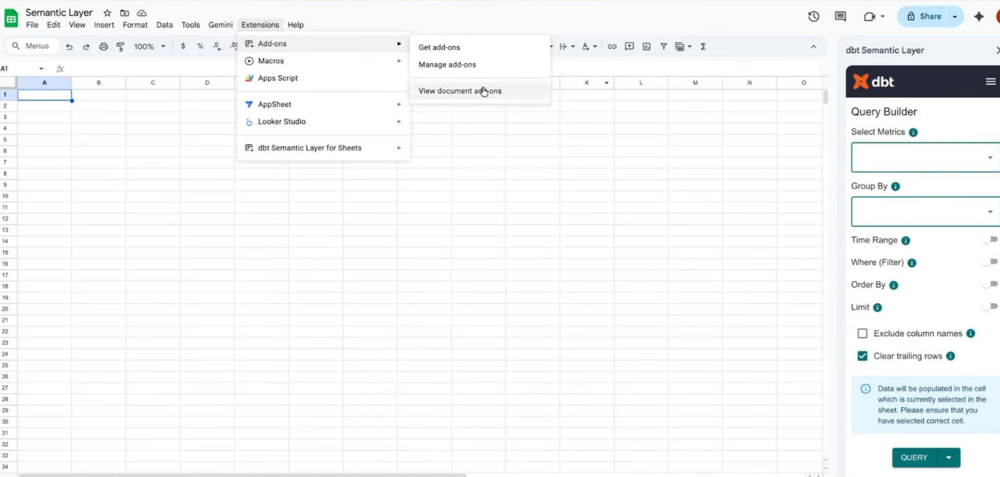 Semantic Layer
File Edit View Insert Format Data Tools Gemini Extensions Help
Share
Menus
100%
$ % .0 .00
A1
fx
A B C D K L M N O
1
2
3
4
5
6
7
8
9
10
11
12
13
14
15
16
17
18
19
20
21
22
23
24
25
26
27
28
29
30
31
32
33
34
Add-ons
Macros
Apps Script
AppSheet
Looker Studio
dbt Semantic Layer for Sheets
Get add-ons
Manage add-ons
View document add-ons
dbt Semantic Layer
dbt
Query Builder
Select Metrics
Group By
Time Range
Where (Filter)
Order By
Limit
Exclude column names
Clear trailing rows
Data will be populated in the cell
which is currently selected in the
sheet. Please ensure that you
have selected correct cell.
QUERY